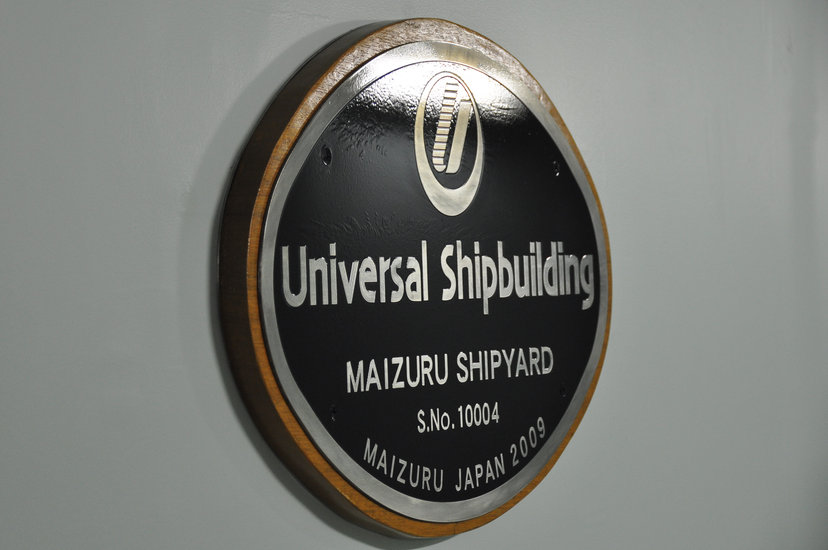 Universal Shipbuilding
MAIZURU SHIPYARD
S.No.10004
MAIZURU JAPAN 2009